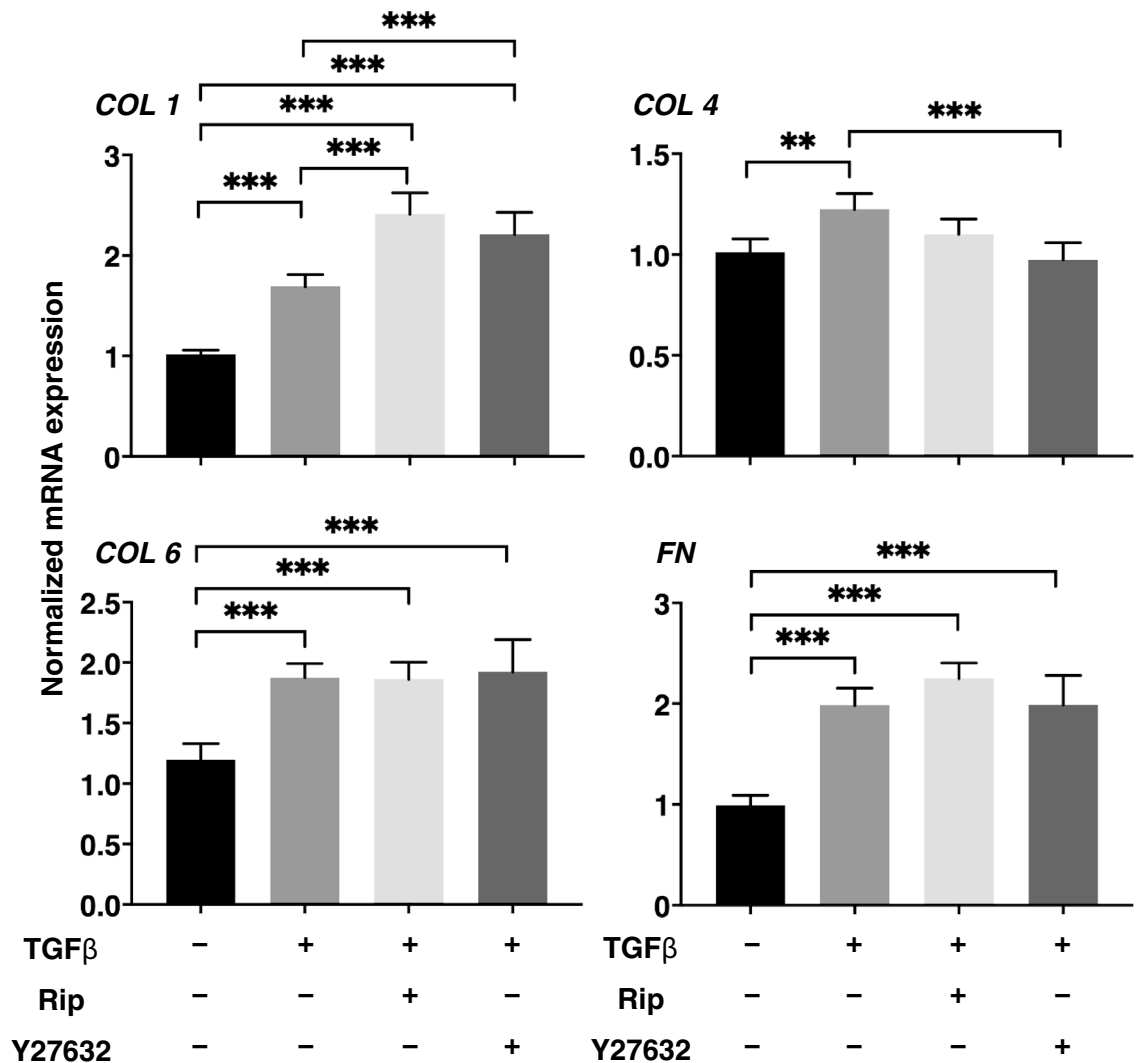 Normalized mRNA expression
COL 1
***
***
***
***
***
3
2
1
0
COL 4
**
***
1.5
1.0
0.5
0.0
COL 6
***
***
***
2.5
2.0
1.5
1.0
0.5
0.0
FN
***
***
***
3
2
1
0
TGFβ − + + +
Rip − − + −
Y27632 − − − +
TGFβ − + + +
Rip − − + −
Y27632 − − − +